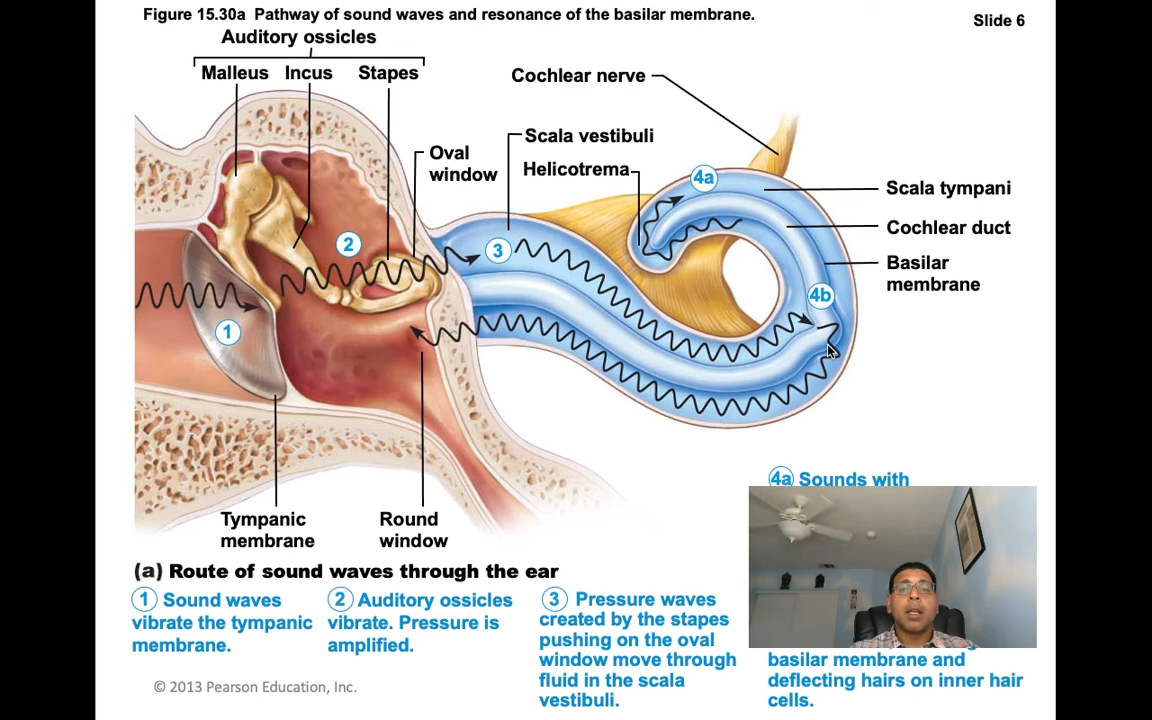 Figure 15.30a Pathway of sound waves and resonance of the basilar membrane.
Slide 6
Auditory ossicles
Malleus Incus Stapes
Cochlear nerve
Scala vestibuli
Oval
window
Helicotrema
4a
Scala tympani
Cochlear duct
Basilar
membrane
2
3
4b
1
Tympanic
membrane
Round
window
(a) Route of sound waves through the ear
1 Sound waves
vibrate the tympanic
membrane.
2 Auditory ossicles
vibrate. Pressure is
amplified.
3 Pressure waves
created by the stapes
pushing on the oval
window move through
fluid in the scala
vestibuli.
4a Sounds with
basilar membrane and
deflecting hairs on inner hair
cells.
© 2013 Pearson Education, Inc.